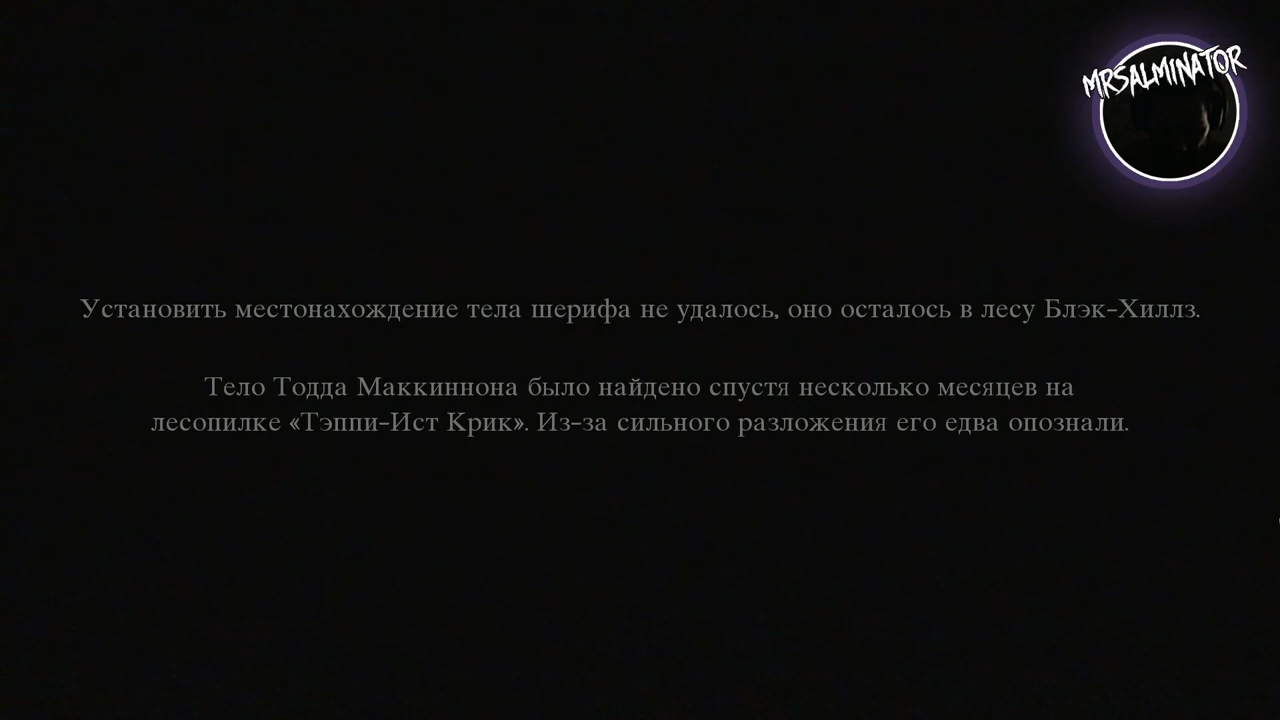 MRSALMINATOR
Установить местонахождение тела шерифа не удалось, оно осталось в лесу Блэк-Хиллз.
Тело Тодда Маккиннона было найдено спустя несколько месяцев на
лесопилке «Тэппи-Ист Крик». Из-за сильного разложения его едва опознали.